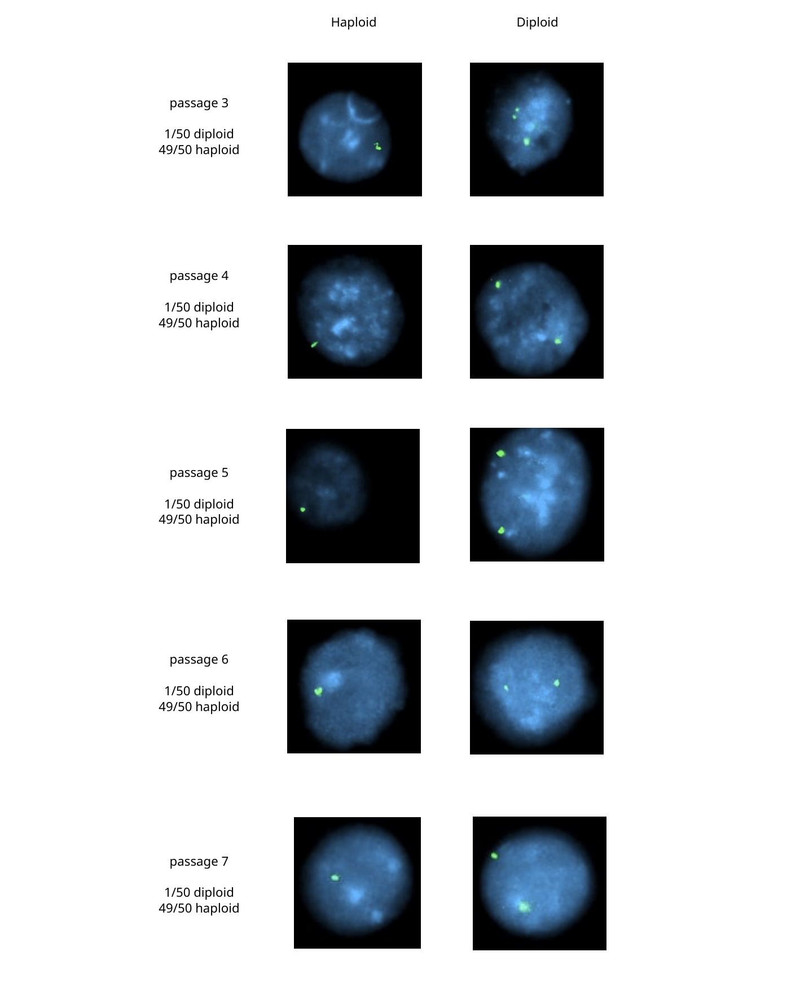 Haploid
Diploid
passage 3
1/50 diploid
49/50 haploid
passage 4
1/50 diploid
49/50 haploid
passage 5
1/50 diploid
49/50 haploid
passage 6
1/50 diploid
49/50 haploid
passage 7
1/50 diploid
49/50 haploid